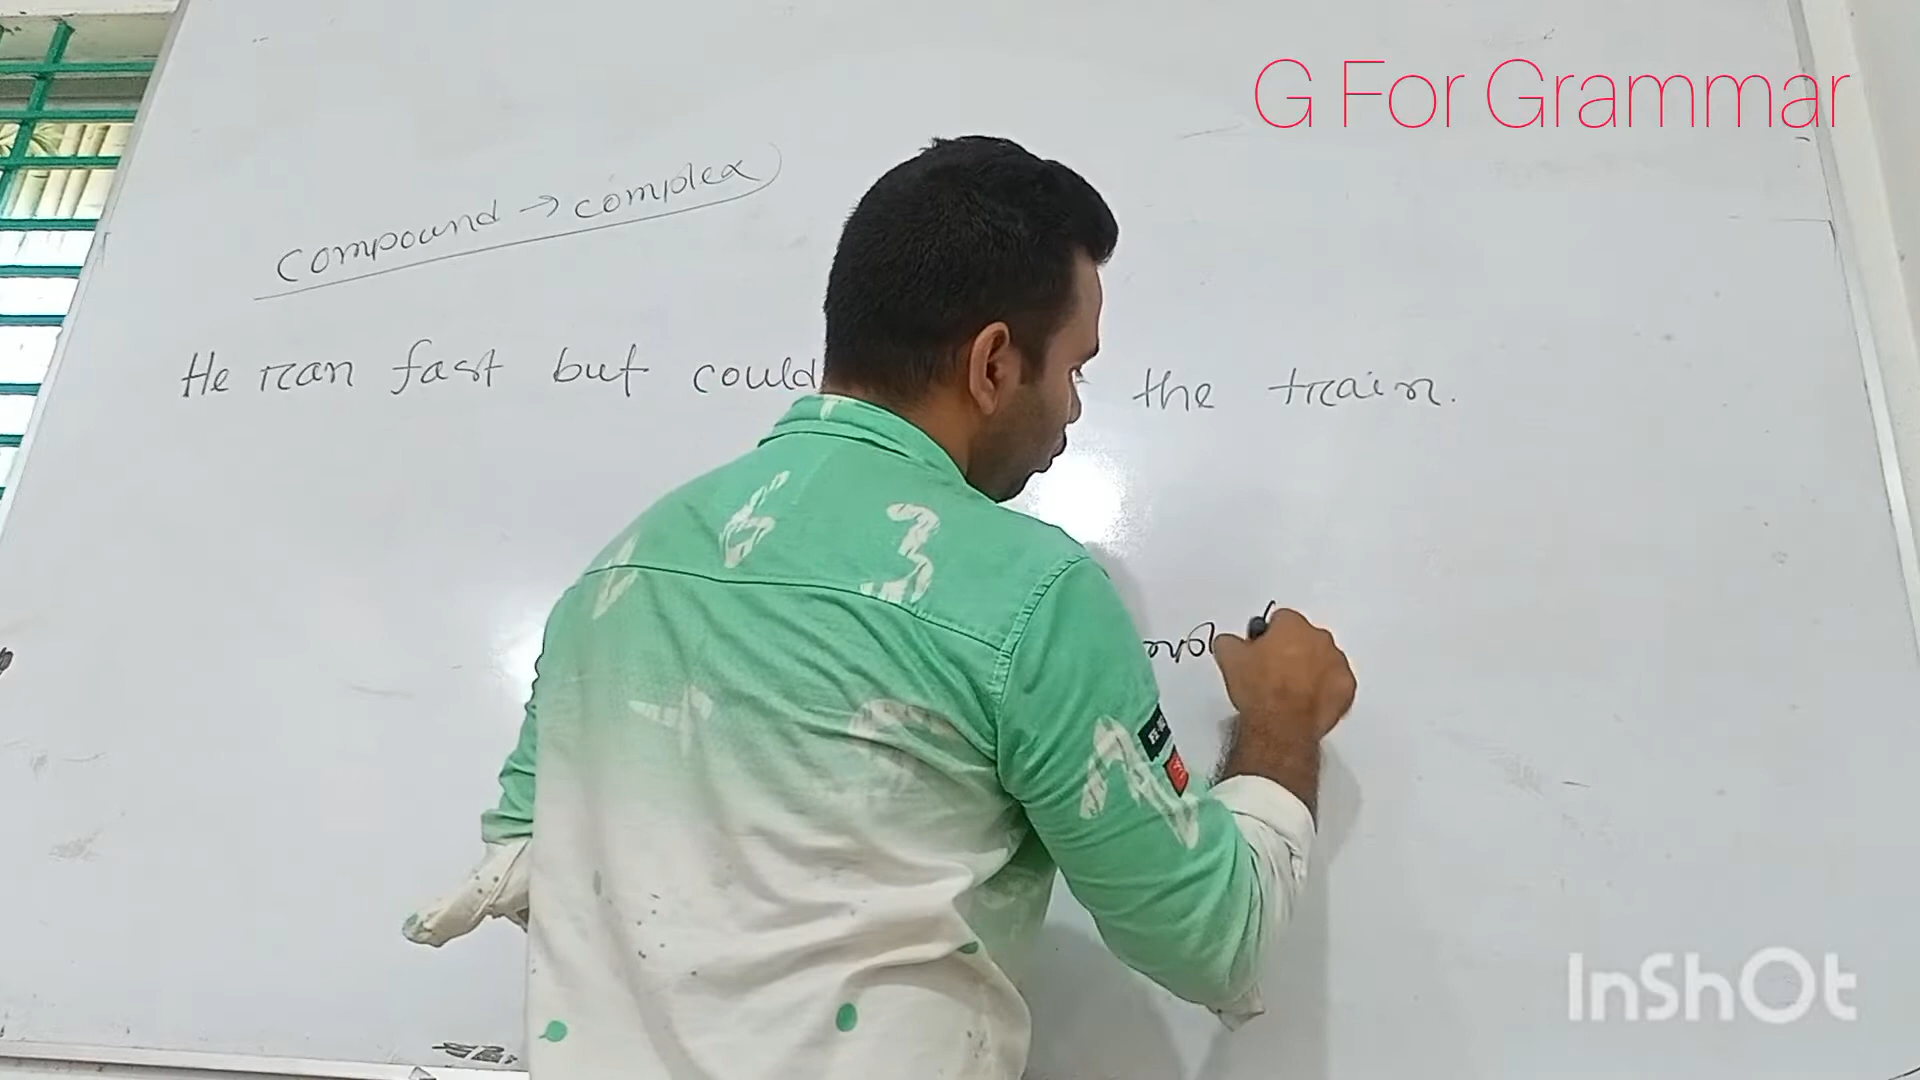 G For Grammar
compound → complex
He ran fast but could the train.
InShOt